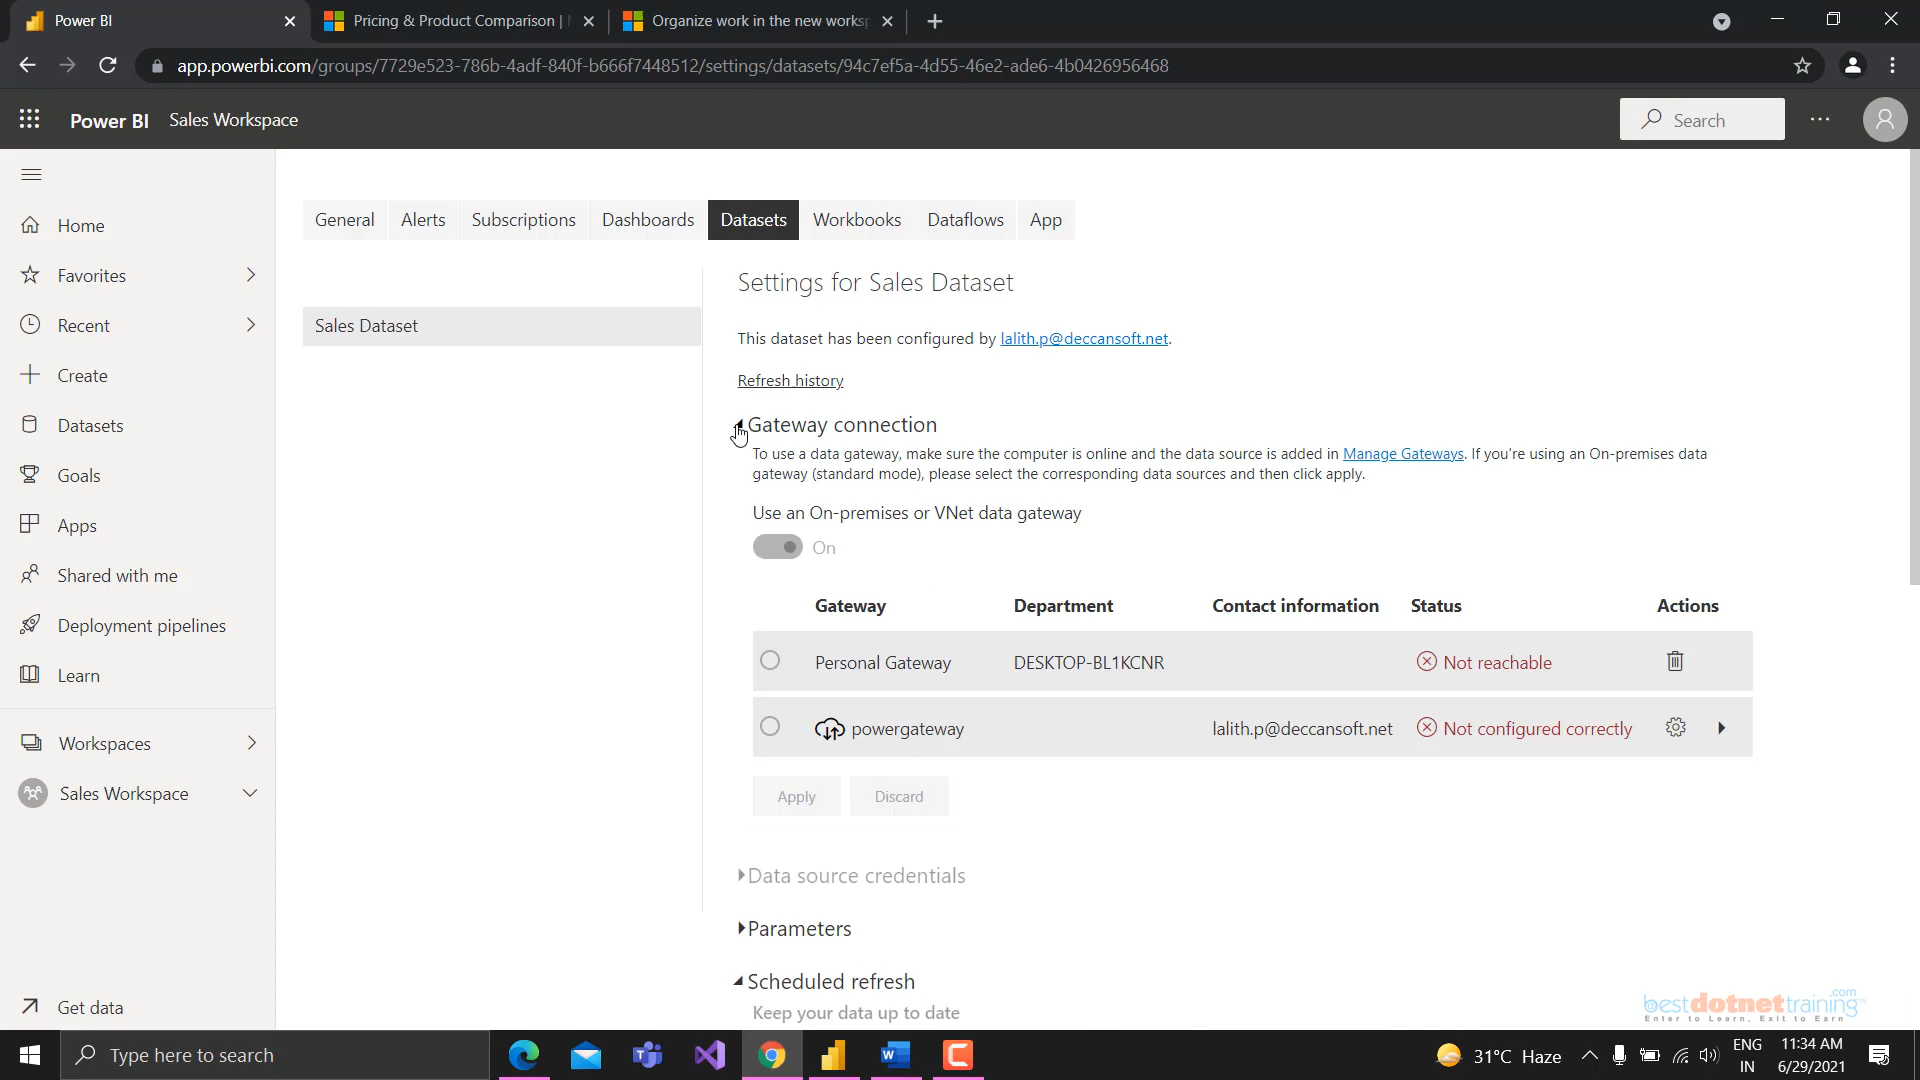 Power BI
Pricing & Product Comparison |
Organize work in the new works
app.powerbi.com/groups/7729e523-786b-4adf-840f-b666f7448512/settings/datasets/94c7ef5a-4d55-46e2-ade6-4b0426956468
Power BI Sales Workspace
Search
Home
Favorites
Recent
Create
Datasets
Goals
Apps
Shared with me
Deployment pipelines
Learn
Workspaces
Sales Workspace
Get data
General Alerts Subscriptions Dashboards Datasets Workbooks Dataflows App
Sales Dataset
Settings for Sales Dataset
This dataset has been configured by lalith.p@deccansoft.net.
Refresh history
Gateway connection
To use a data gateway, make sure the computer is online and the data source is added in Manage Gateways. If you're using an On-premises data
gateway (standard mode), please select the corresponding data sources and then click apply.
Use an On-premises or VNet data gateway
On
Gateway Department Contact information Status Actions
Personal Gateway DESKTOP-BL1KCNR Not reachable
powergateway lalith.p@deccansoft.net Not configured correctly
Apply Discard
Data source credentials
Parameters
Scheduled refresh
Keep your data up to date
bestdotnettraining.com
Enter to Learn, Exit to Earn
Type here to search
31°C Haze
ENG
IN
11:34 AM
6/29/2021